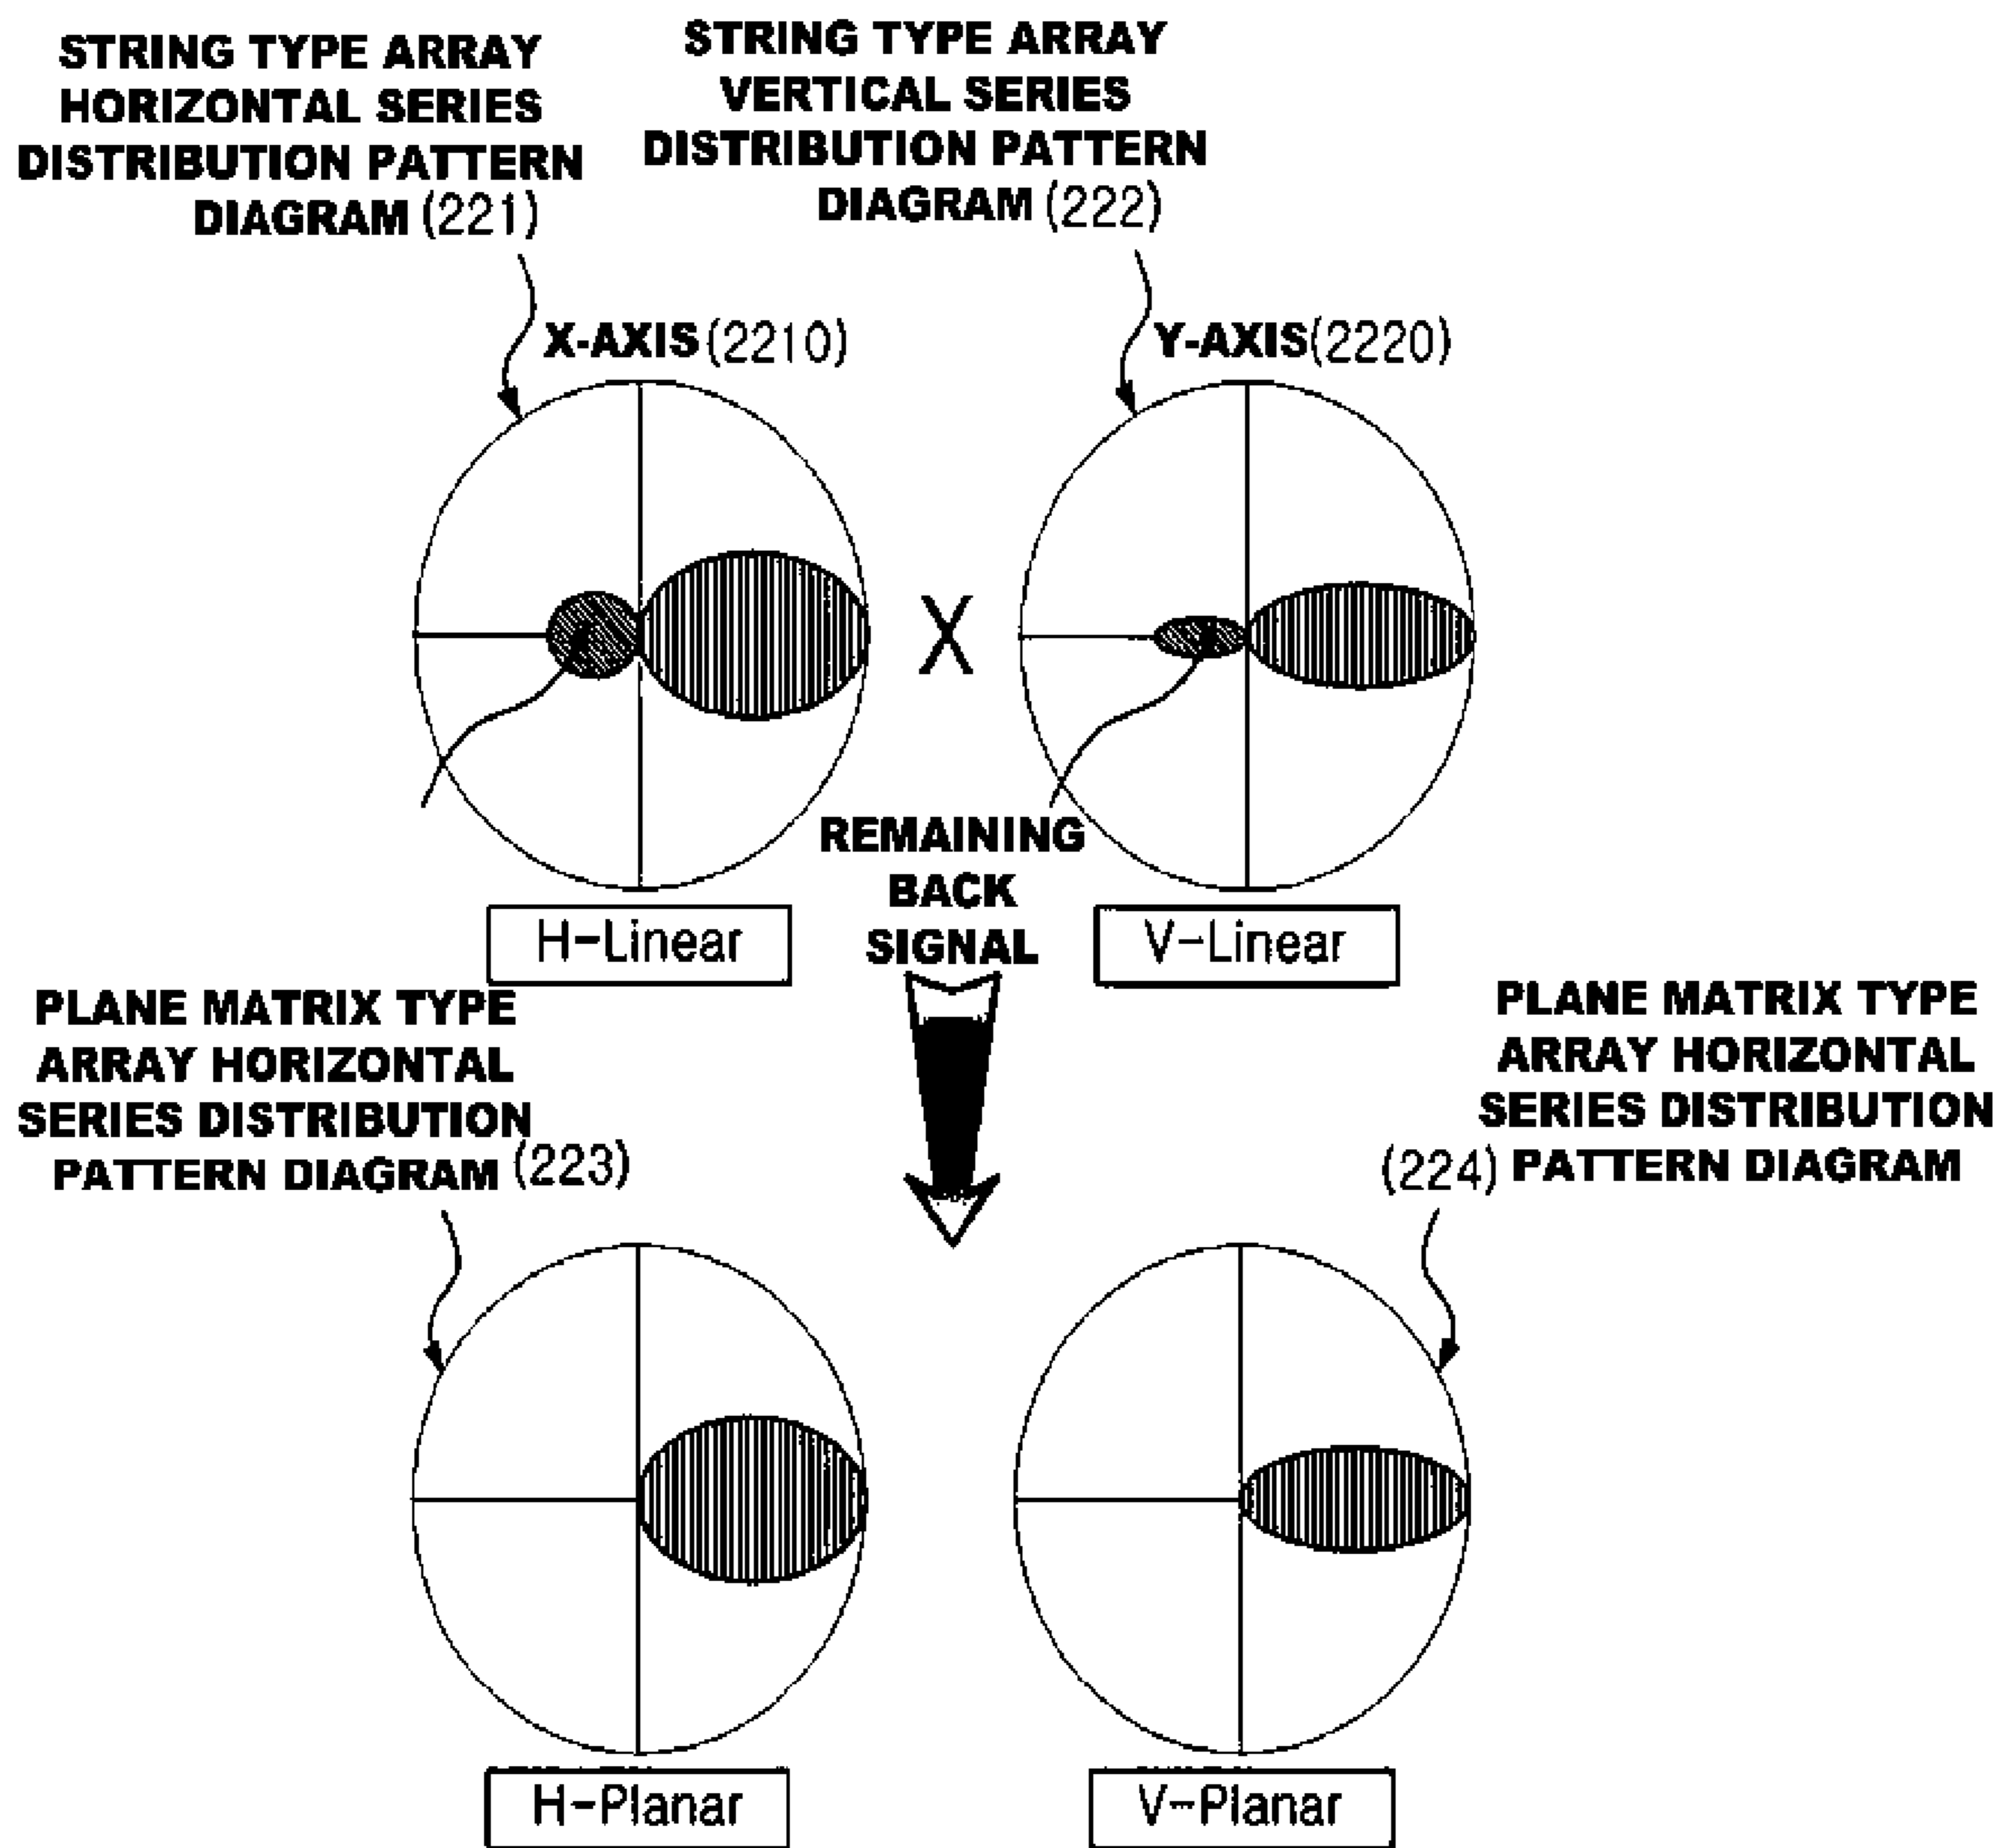 STRING TYPE ARRAY
HORIZONTAL SERIES
DISTRIBUTION PATTERN
DIAGRAM (221)
STRING TYPE ARRAY
VERTICAL SERIES
DISTRIBUTION PATTERN
DIAGRAM (222)
X-AXIS (2210)
Y-AXIS (2220)
X
REMAINING
BACK
SIGNAL
H-Linear
V-Linear
PLANE MATRIX TYPE
ARRAY HORIZONTAL
SERIES DISTRIBUTION
PATTERN DIAGRAM (223)
PLANE MATRIX TYPE
ARRAY HORIZONTAL
SERIES DISTRIBUTION
(224) PATTERN DIAGRAM
H-Planar
V-Planar